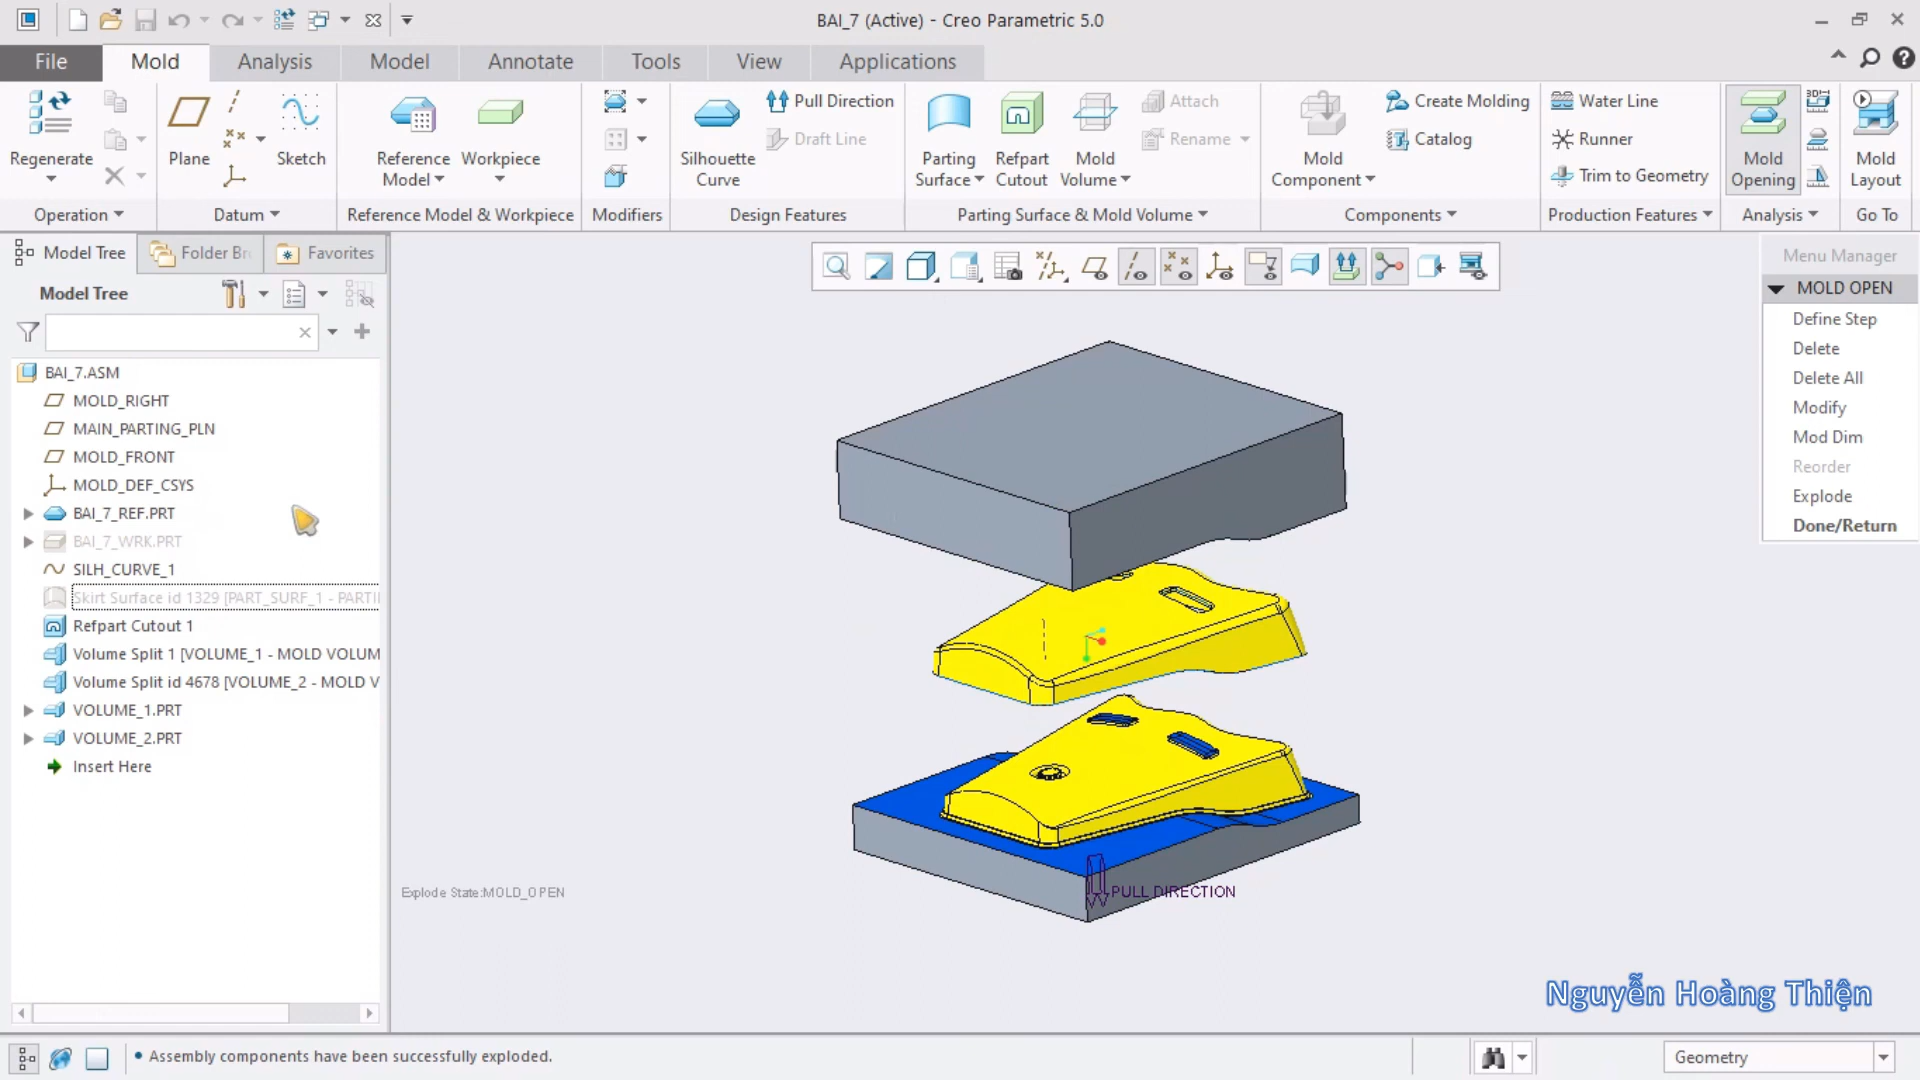 BAI_7 (Active) - Creo Parametric 5.0
File
Mold
Analysis
Model
Annotate
Tools
View
Applications
Regenerate
Plane
Sketch
Reference Model
Workpiece
Silhouette Curve
Pull Direction
Draft Line
Parting Surface
Refpart Cutout
Mold Volume
Attach
Rename
Mold Component
Create Molding
Catalog
Water Line
Runner
Trim to Geometry
Mold Opening
Mold Layout
Operation
Datum
Reference Model & Workpiece
Modifiers
Design Features
Parting Surface & Mold Volume
Components
Production Features
Analysis
Go To
Model Tree
Folder Br
Favorites
Model Tree
BAI_7.ASM
MOLD_RIGHT
MAIN_PARTING_PLN
MOLD_FRONT
MOLD_DEF_CSYS
BAI_7_REF.PRT
BAI_7_WRK.PRT
SILH_CURVE_1
Skirt Surface id 1329 [PART_SURF_1 - PARTI
Refpart Cutout 1
Volume Split 1 [VOLUME_1 - MOLD VOLUM
Volume Split id 4678 [VOLUME_2 - MOLD V
VOLUME_1.PRT
VOLUME_2.PRT
Insert Here
Menu Manager
MOLD OPEN
Define Step
Delete
Delete All
Modify
Mod Dim
Reorder
Explode
Done/Return
Explode State:MOLD_OPEN
PULL DIRECTION
Nguyễn Hoàng Thiện
Assembly components have been successfully exploded.
Geometry